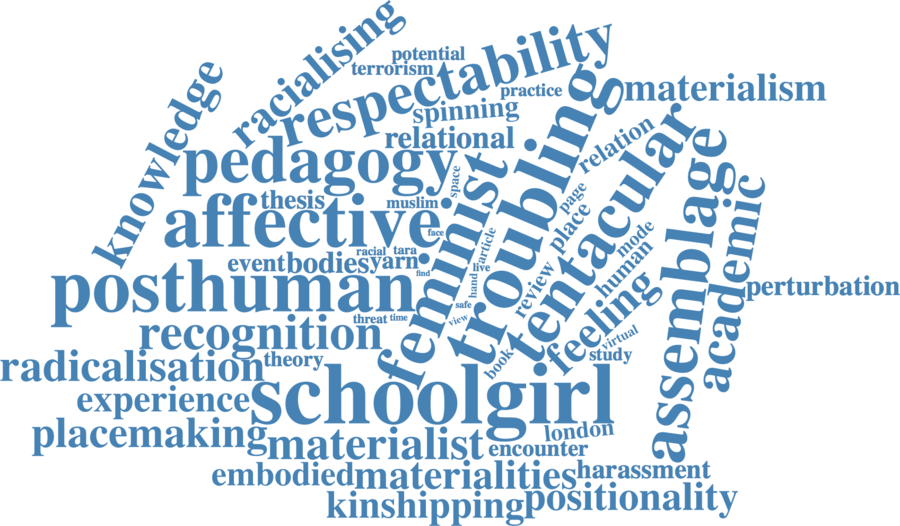 racialising
potential
terrorism
respectability
practice
materialism
knowledge
spinning
relational
troubling
relation
tentacular
pedagogy
feminist
space
assemblage
academic
thesis
muslim
page
place
affective
face
article
mode
human
racial
tara
event
bodies
yarn
find
live
hand
review
feeling
perturbation
posthuman
safe
view
threat
time
recognition
virtual
radicalisation
theory
book
study
experience
schoolgirl
placemaking
materialist
london
encounter
embodied
materialities
harassment
kinshipping
positionality